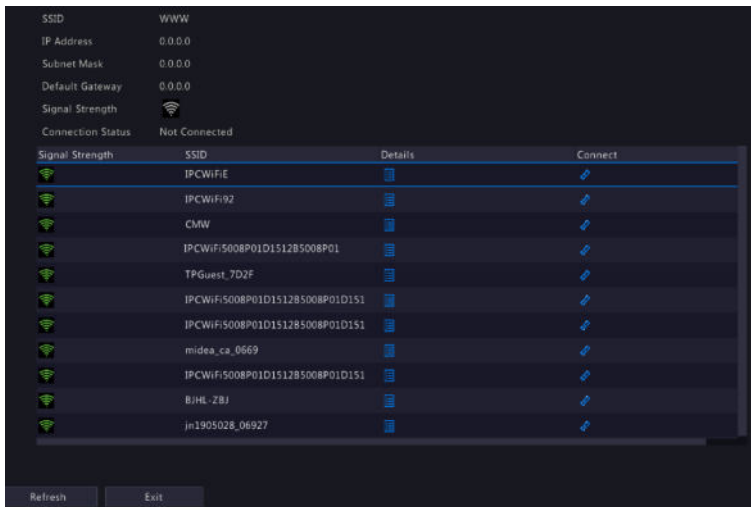 SSID WWW
IP Address 0.0.0.0
Subnet Mask 0.0.0.0
Default Gateway 0.0.0.0
Signal Strength
Connection Status Not Connected
Signal Strength SSID Details Connect
IPCWiFiE
IPCWiFi92
CMW
IPCWiFi5008P01D1512B5008P01
TPGuest_7D2F
IPCWiFi5008P01D1512B5008P01D151
IPCWiFi5008P01D1512B5008P01D151
midea_ca_0669
IPCWiFi5008P01D1512B5008P01D151
BJHL-ZBJ
jn1905028_06927
Refresh Exit